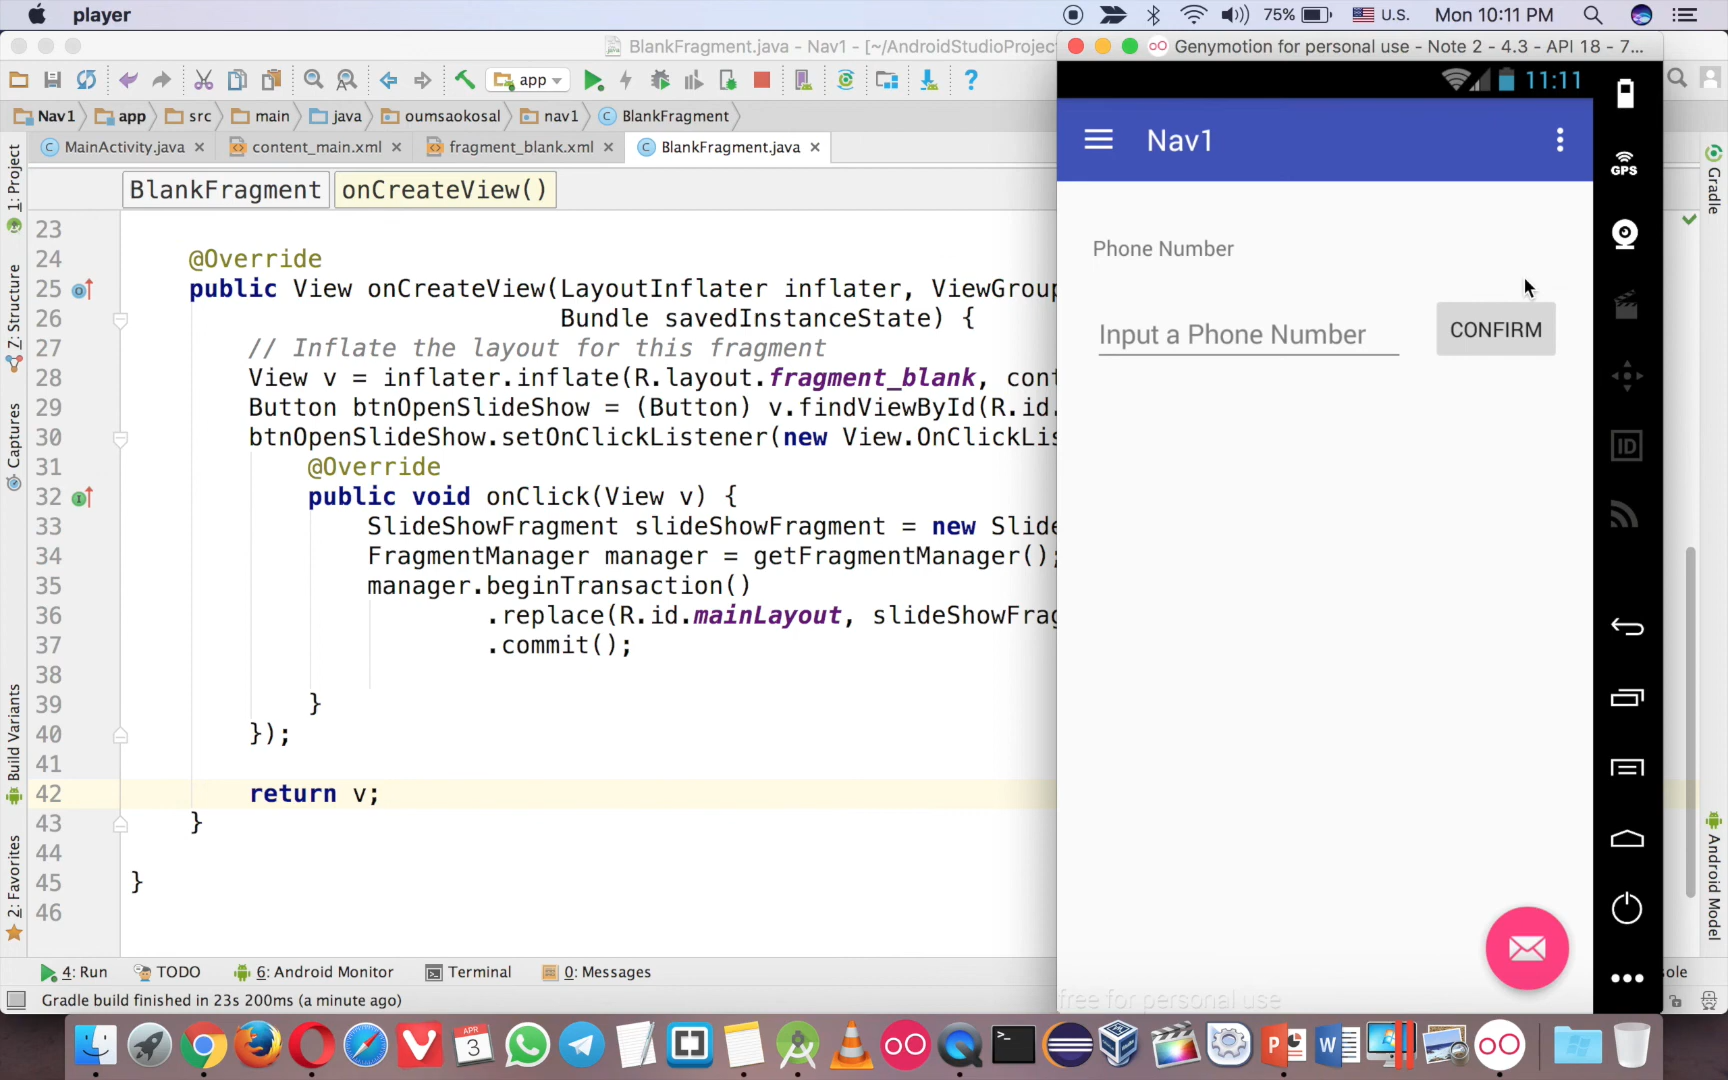 player
75%
U.S.
Mon 10:11 PM
BlankFragment.java - Nav1 - [~/AndroidStudioProjec
Genymotion for personal use - Note 2 - 4.3 - API 18 - 7...
app
11:11
Nav1
app
src
main
java
oumsaokosal
nav1
BlankFragment
MainActivity.java
content_main.xml
fragment_blank.xml
BlankFragment.java
BlankFragment
onCreateView()
1: Project
7: Structure
Captures
Build Variants
2: Favorites
23
24 @Override
25 public View onCreateView(LayoutInflater inflater, ViewGroup
26 Bundle savedInstanceState) {
27 // Inflate the layout for this fragment
28 View v = inflater.inflate(R.layout.fragment_blank, cont
29 Button btnOpenSlideShow = (Button) v.findViewById(R.id.
30 btnOpenSlideShow.setOnClickListener(new View.OnClickLis
31 @Override
32 public void onClick(View v) {
33 SlideShowFragment slideShowFragment = new Slide
34 FragmentManager manager = getFragmentManager();
35 manager.beginTransaction()
36 .replace(R.id.mainLayout, slideShowFrag
37 .commit();
38
39 }
40 });
41
42 return v;
43 }
44
45 }
46
Nav1
Phone Number
Input a Phone Number
CONFIRM
free for personal use
GPS
ID
Gradle
Android Model
4: Run
TODO
6: Android Monitor
Terminal
0: Messages
sole
Gradle build finished in 23s 200ms (a minute ago)
APR
3